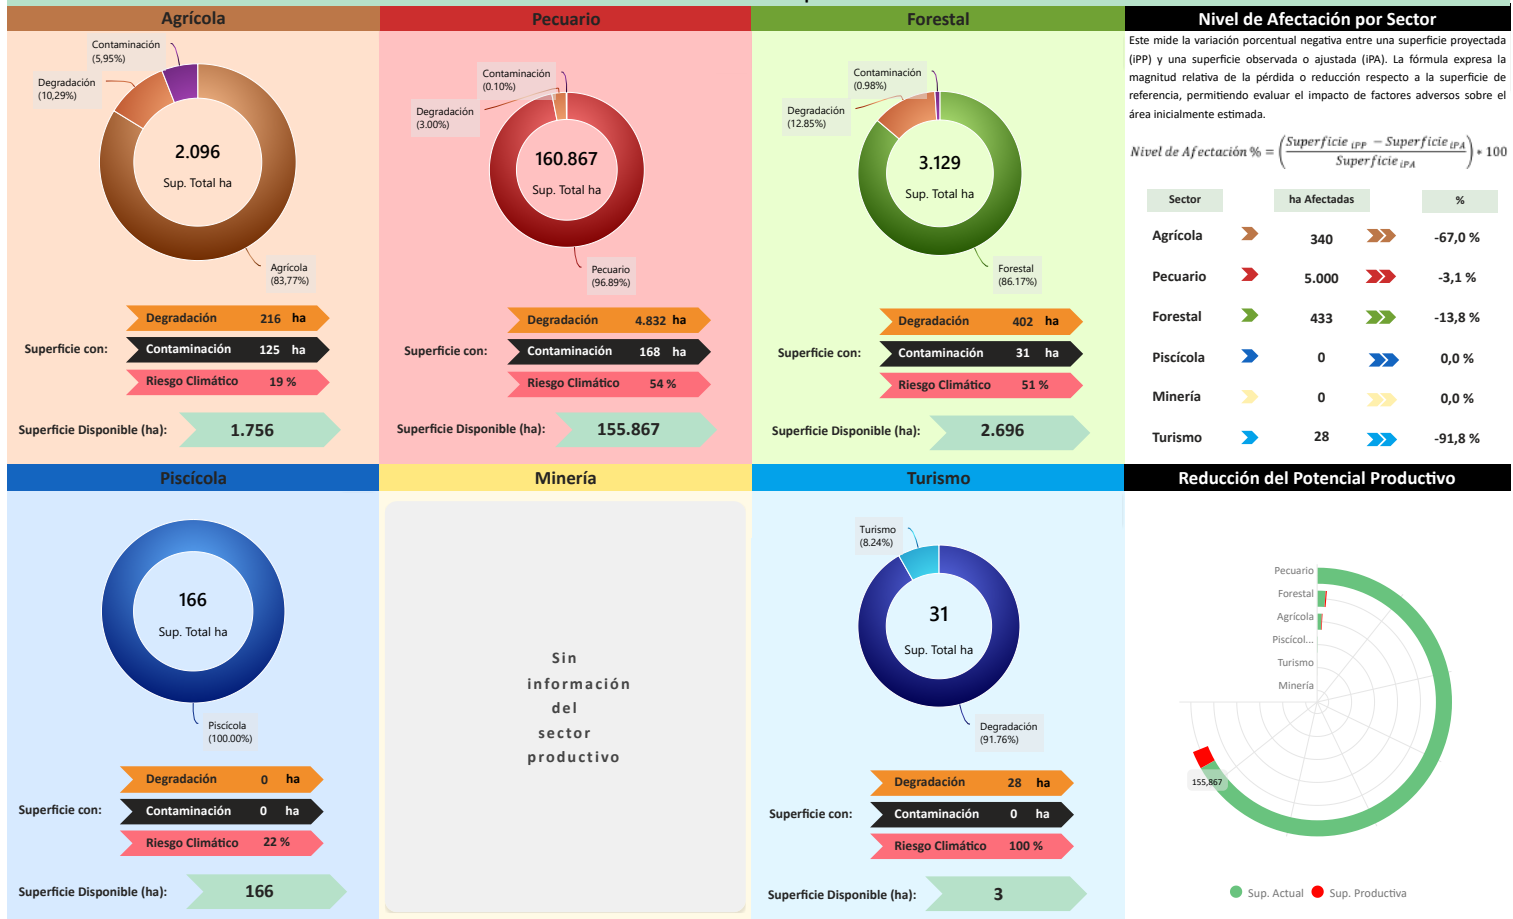 Agrícola
Contaminación
(5,95%)
Degradación
(10,29%)
2.096
Sup. Total ha
Agrícola
(83,77%)
Superficie con:
Degradación 216 ha
Contaminación 125 ha
Riesgo Climático 19 %
Superficie Disponible (ha): 1.756
Pecuario
Contaminación
(0.10%)
Degradación
(3.00%)
160.867
Sup. Total ha
Pecuario
(96.89%)
Superficie con:
Degradación 4.832 ha
Contaminación 168 ha
Riesgo Climático 54 %
Superficie Disponible (ha): 155.867
Forestal
Contaminación
(0.98%)
Degradación
(12.85%)
3.129
Sup. Total ha
Forestal
(86.17%)
Superficie con:
Degradación 402 ha
Contaminación 31 ha
Riesgo Climático 51 %
Superficie Disponible (ha): 2.696
Nivel de Afectación por Sector
Este mide la variación porcentual negativa entre una superficie proyectada
(iPP) y una superficie observada o ajustada (iPA). La fórmula expresa la
magnitud relativa de la pérdida o reducción respecto a la superficie de
referencia, permitiendo evaluar el impacto de factores adversos sobre el
área inicialmente estimada.
Nivel de Afectación % = (Superficie iPP − Superficie iPA / Superficie iPA) * 100
Sector ha Afectadas %
Agrícola 340 -67,0 %
Pecuario 5.000 -3,1 %
Forestal 433 -13,8 %
Piscícola 0 0,0 %
Minería 0 0,0 %
Turismo 28 -91,8 %
Piscícola
166
Sup. Total ha
Piscícola
(100.00%)
Superficie con:
Degradación 0 ha
Contaminación 0 ha
Riesgo Climático 22 %
Superficie Disponible (ha): 166
Minería
Sin
información
del
sector
productivo
Turismo
Turismo
(8.24%)
31
Sup. Total ha
Degradación
(91.76%)
Superficie con:
Degradación 28 ha
Contaminación 0 ha
Riesgo Climático 100 %
Superficie Disponible (ha): 3
Reducción del Potencial Productivo
Pecuario
Forestal
Agrícola
Piscícol...
Turismo
Minería
155,867
Sup. Actual Sup. Productiva